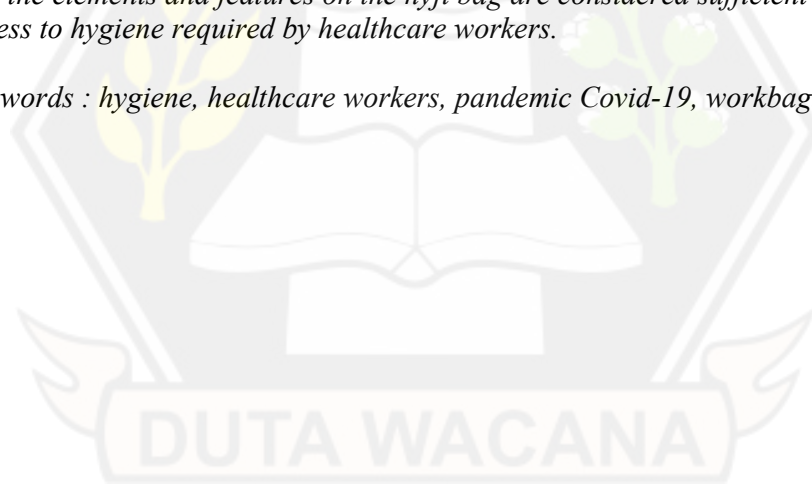 the elements and features on the hyft bag are considered sufficient
ess to hygiene required by healthcare workers.
words : hygiene, healthcare workers, pandemic Covid-19, workbag
DUTA WACANA